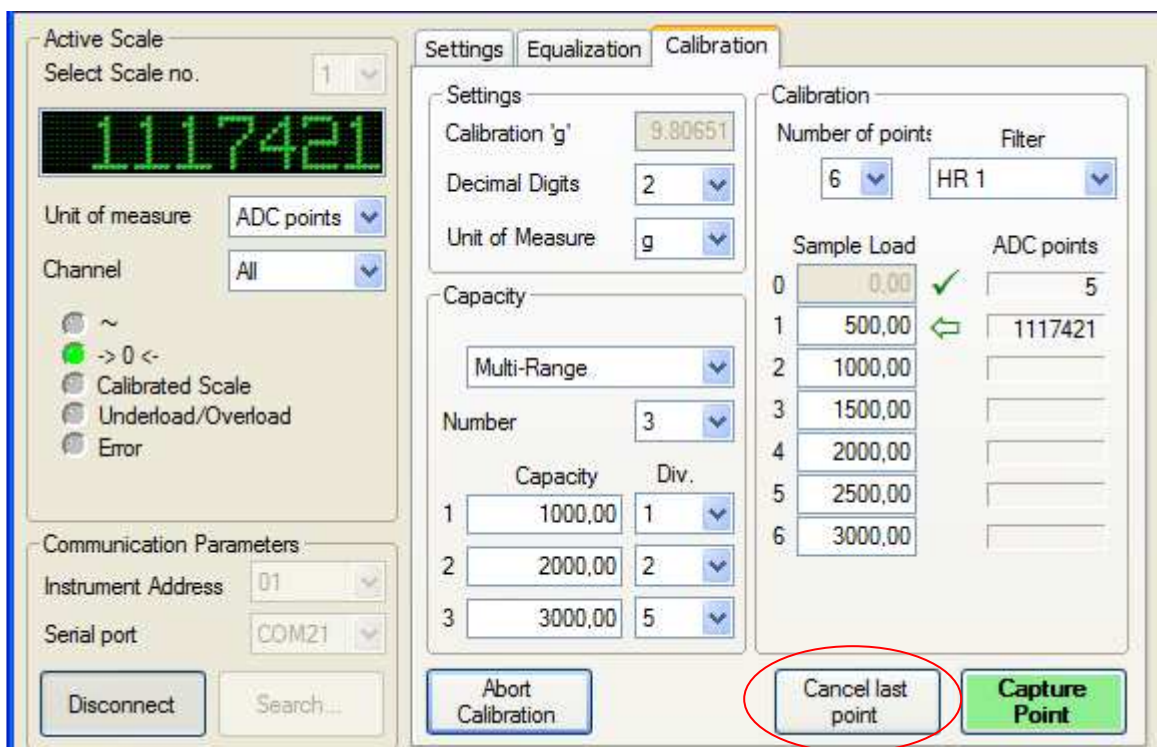 Active Scale
Select Scale no. 1
1117421
Unit of measure ADC points
Channel All
~
-> 0 <-
Calibrated Scale
Underload/Overload
Error
Communication Parameters
Instrument Address 01
Serial port COM21
Disconnect Search...
Settings Equalization Calibration
Settings
Calibration 'g' 9.80651
Decimal Digits 2
Unit of Measure g
Capacity
Multi-Range
Number 3
Capacity Div.
1 1000,00 1
2 2000,00 2
3 3000,00 5
Abort
Calibration
Calibration
Number of points Filter
6 HR 1
Sample Load ADC points
0 0,00 5
1 500,00 1117421
2 1000,00
3 1500,00
4 2000,00
5 2500,00
6 3000,00
Cancel last
point
Capture
Point